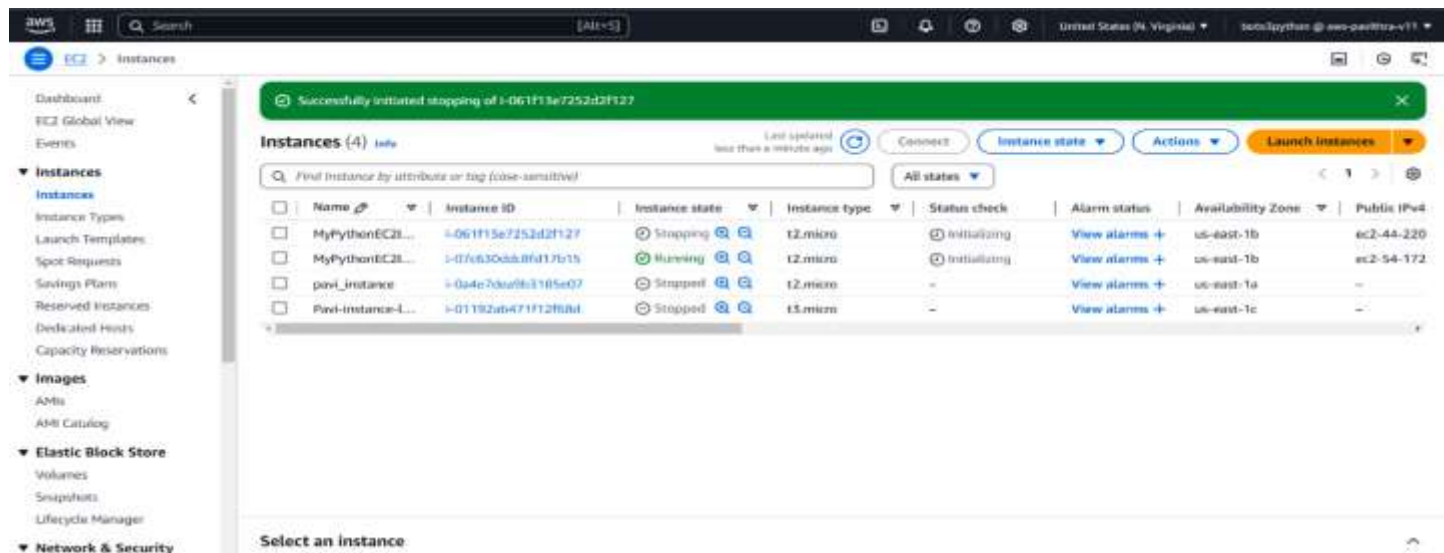 aws Search [Alt+S] United States (N. Virginia)
EC2 > Instances
Dashboard
EC2 Global View
Events
Instances
Instances
Instance Types
Launch Templates
Spot Requests
Savings Plans
Reserved Instances
Dedicated Hosts
Capacity Reservations
Images
AMIs
AMI Catalog
Elastic Block Store
Volumes
Snapshots
Lifecycle Manager
Network & Security
Successfully initiated stopping of i-061f13e7252d2f127
Instances (4) Info
Last updated
less than a minute ago
Connect Instance state Actions Launch instances
Find Instance by attribute or tag (case-sensitive) All states 1
Name Instance ID Instance state Instance type Status check Alarm status Availability Zone Public IPv4
MyPythonEC2I... i-061f13e7252d2f127 Stopping t2.micro Initializing View alarms + us-east-1b ec2-44-220
MyPythonEC2I... Running t2.micro Initializing View alarms + us-east-1b ec2-54-172
pavi_instance Stopped t2.micro – View alarms + us-east-1a –
Pavi-instance-L... Stopped t3.micro – View alarms + us-east-1c –
Select an instance